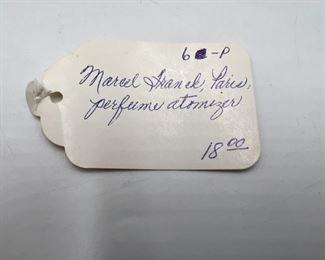 6 -P
Marcel Franck, Paris,
perfume atomizer
18.00